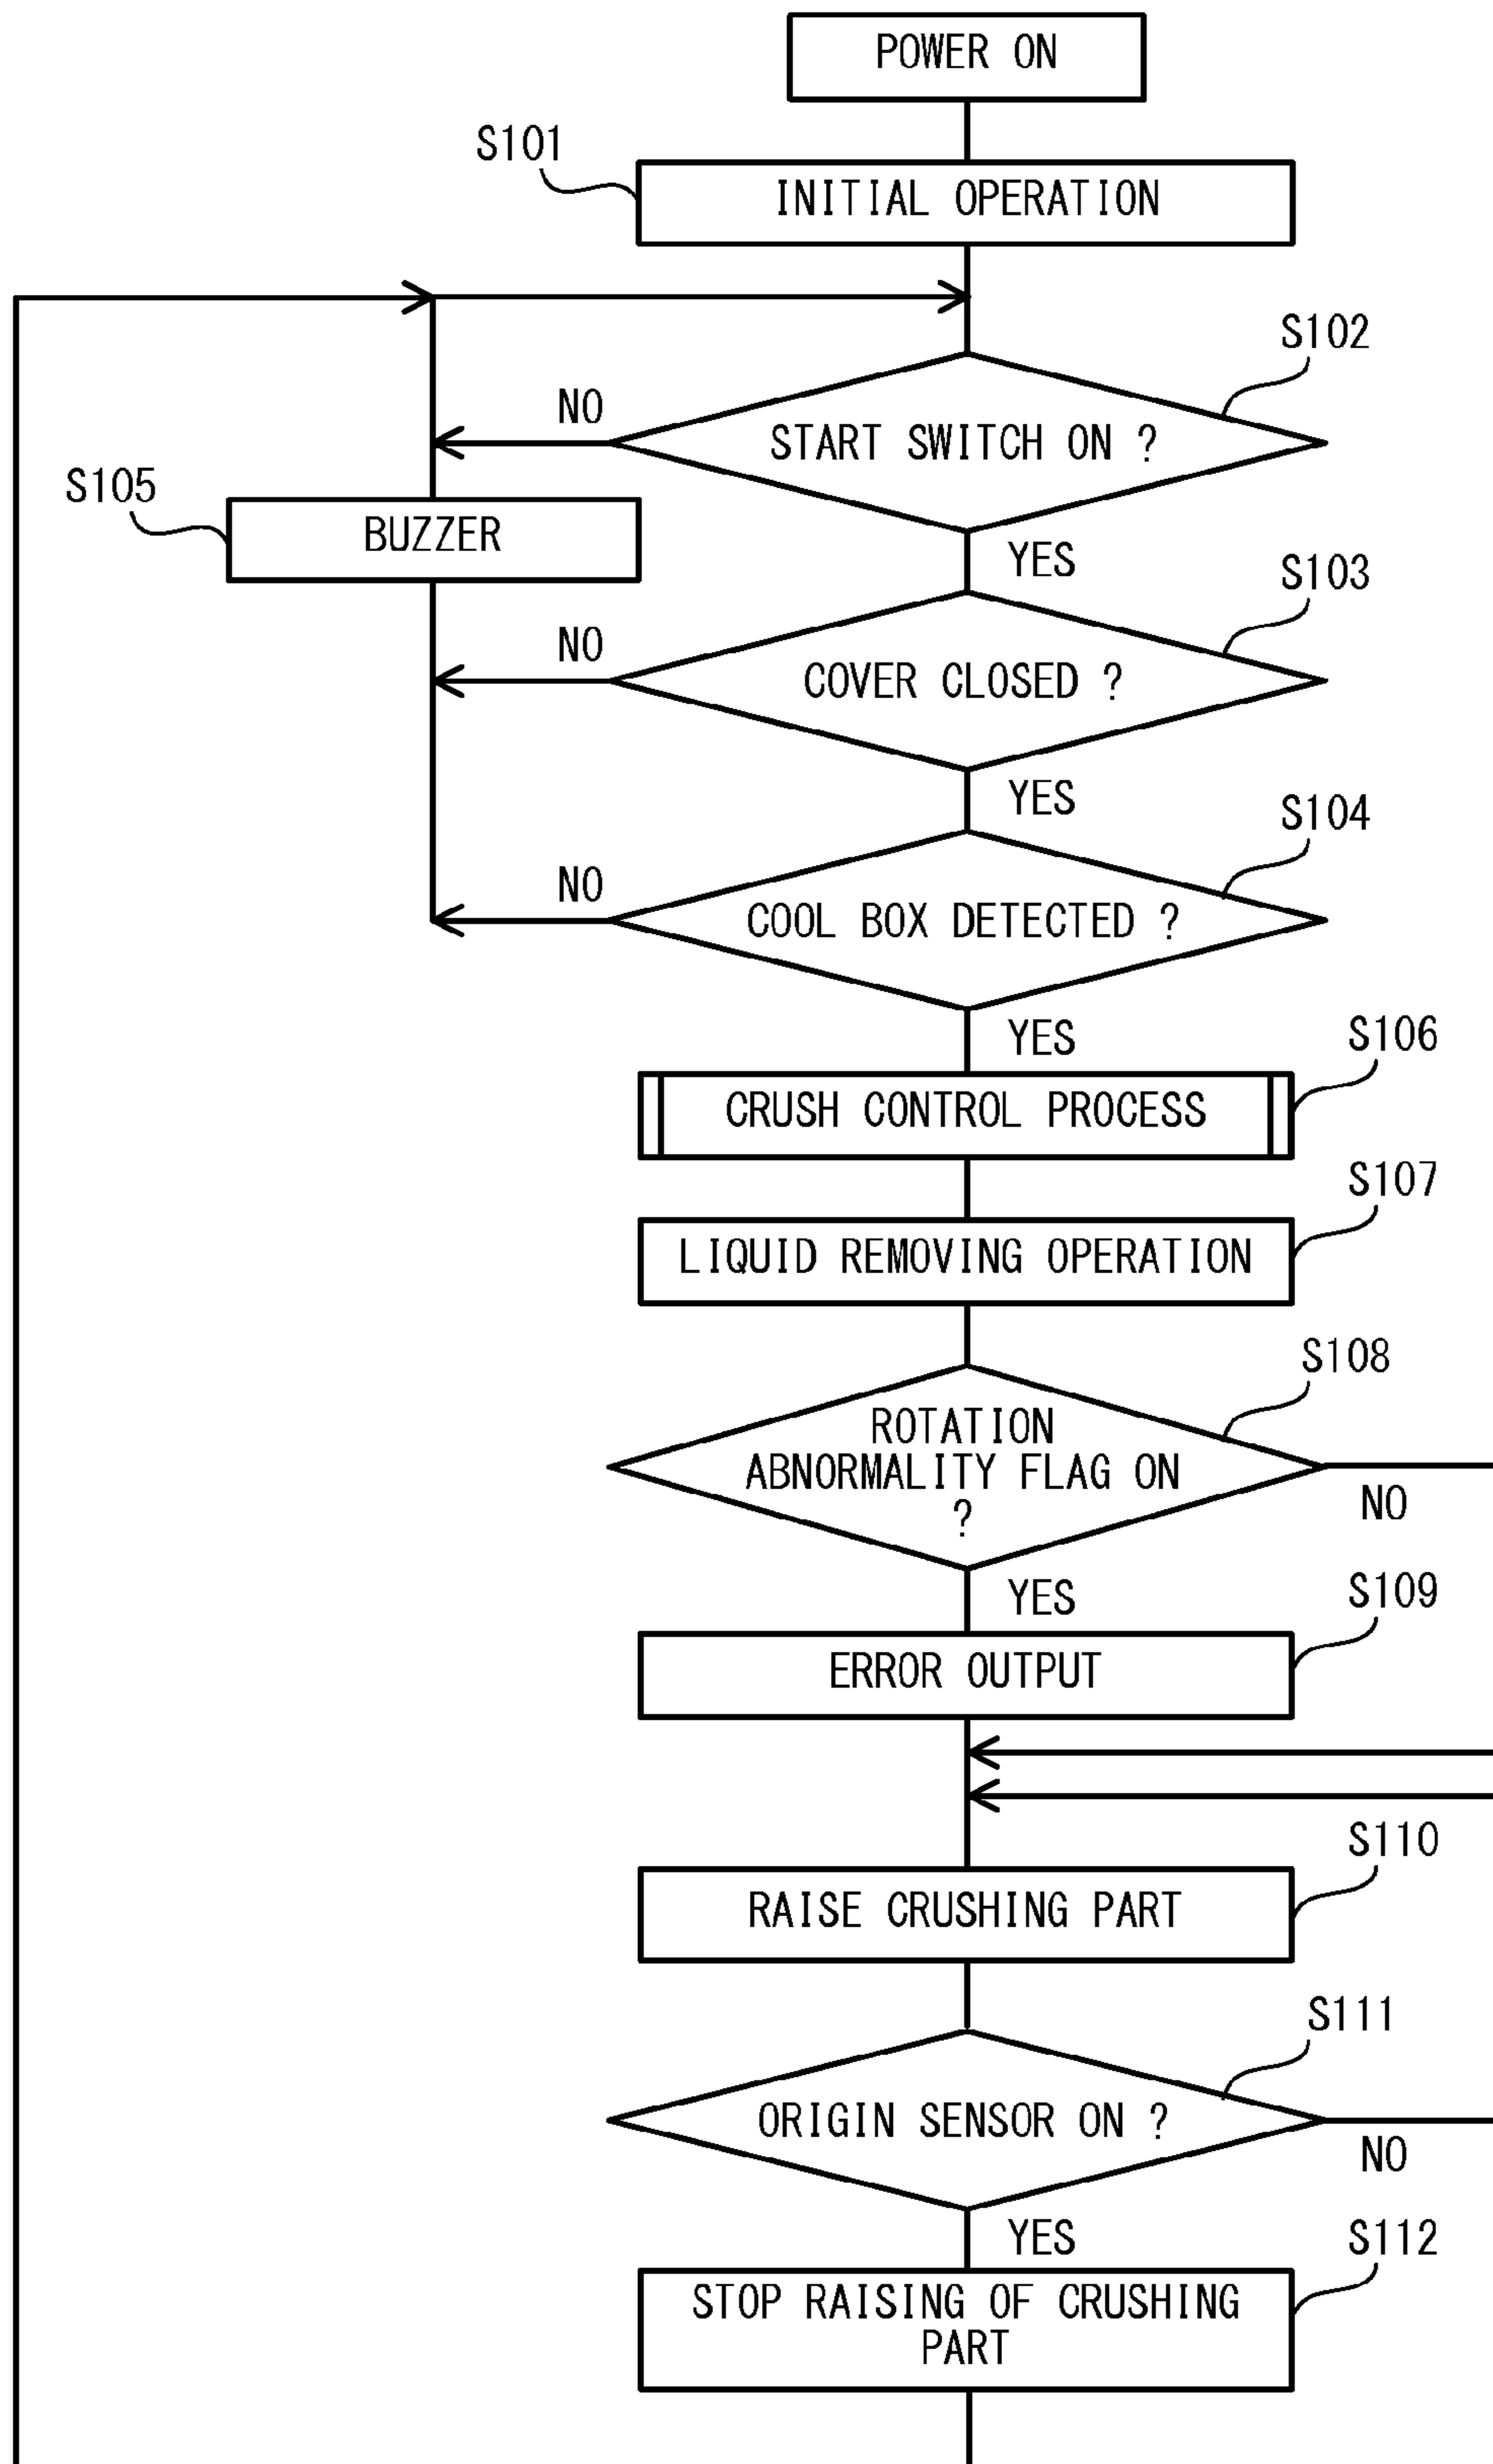 POWER ON
S101
INITIAL OPERATION
S102
NO
START SWITCH ON ?
S105
BUZZER
YES
S103
NO
COVER CLOSED ?
YES
S104
NO
COOL BOX DETECTED ?
YES
S106
CRUSH CONTROL PROCESS
S107
LIQUID REMOVING OPERATION
S108
ROTATION
ABNORMALITY FLAG ON
?
NO
YES
S109
ERROR OUTPUT
S110
RAISE CRUSHING PART
S111
ORIGIN SENSOR ON ?
NO
YES
S112
STOP RAISING OF CRUSHING
PART